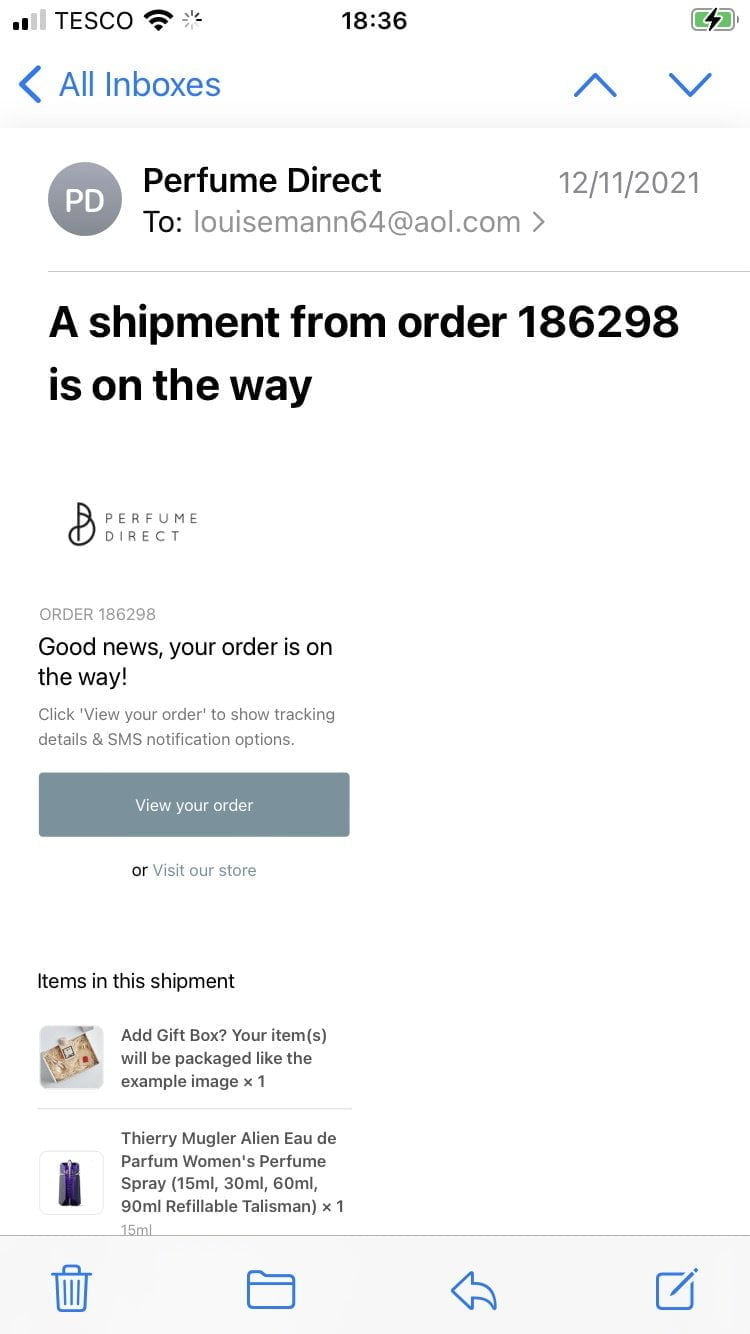 TESCO 18:36
All Inboxes
PD
Perfume Direct 12/11/2021
To: louisemann64@aol.com
A shipment from order 186298
is on the way
PERFUME
DIRECT
ORDER 186298
Good news, your order is on
the way!
Click 'View your order' to show tracking
details & SMS notification options.
View your order
or Visit our store
Items in this shipment
Add Gift Box? Your item(s)
will be packaged like the
example image × 1
Thierry Mugler Alien Eau de
Parfum Women's Perfume
Spray (15ml, 30ml, 60ml,
90ml Refillable Talisman) × 1
15ml